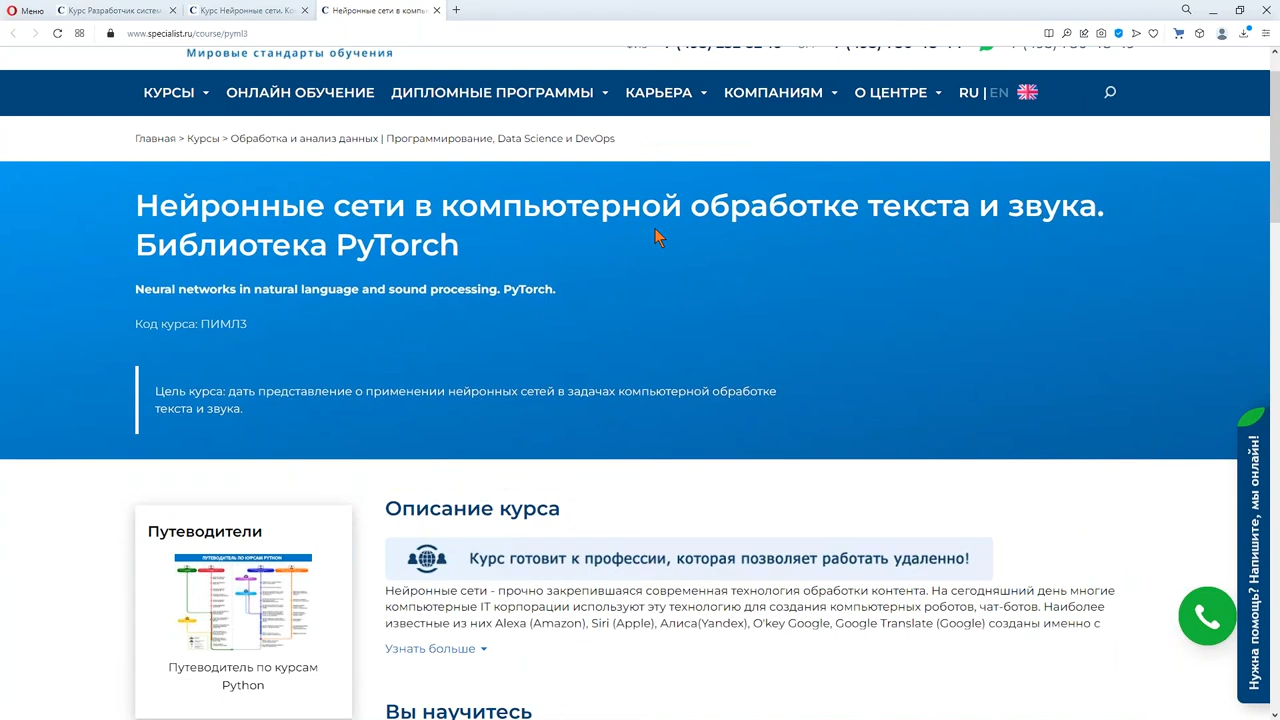 Меню
Курс Разработчик систем
Курс Нейронные сети. Ко
Нейронные сети в компь
www.specialist.ru/course/pyml3
Мировые стандарты обучения
КУРСЫ ОНЛАЙН ОБУЧЕНИЕ ДИПЛОМНЫЕ ПРОГРАММЫ КАРЬЕРА КОМПАНИЯМ О ЦЕНТРЕ RU | EN
Главная > Курсы > Обработка и анализ данных | Программирование, Data Science и DevOps
Нейронные сети в компьютерной обработке текста и звука.
Библиотека PyTorch
Neural networks in natural language and sound processing. PyTorch.
Код курса: ПИМЛ3
Цель курса: дать представление о применении нейронных сетей в задачах компьютерной обработке
текста и звука.
Путеводители
ПУТЕВОДИТЕЛЬ ПО КУРСАМ PYTHON
Путеводитель по курсам
Python
Описание курса
Курс готовит к профессии, которая позволяет работать удаленно!
Нейронные сети - прочно закрепившаяся современная технология обработки контента. На сегодняшний день многие
компьютерные IT корпорации используют эту технологию для создания компьютерных роботов, чат-ботов. Наиболее
известные из них Alexa (Amazon), Siri (Apple), Алиса(Yandex), O'key Google, Google Translate (Google) созданы именно с
Узнать больше
Вы научитесь
Нужна помощь? Напишите, мы онлайн!